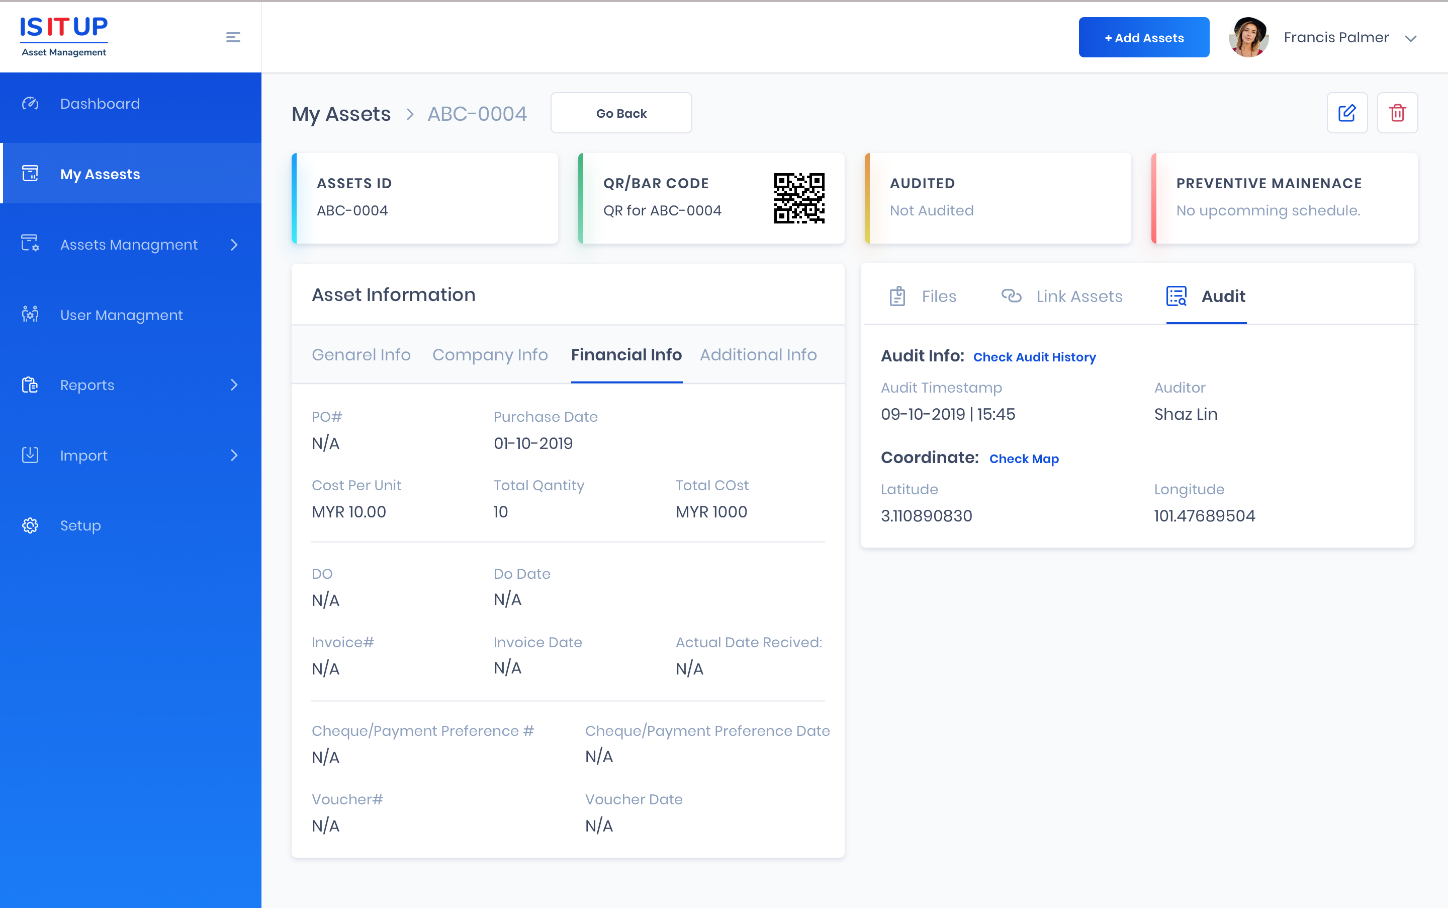 IS IT UP
Asset Management
+ Add Assets
Francis Palmer
Dashboard
My Assests
Assets Managment
User Managment
Reports
Import
Setup
My Assets > ABC-0004
Go Back
ASSETS ID
ABC-0004
QR/BAR CODE
QR for ABC-0004
AUDITED
Not Audited
PREVENTIVE MAINENACE
No upcomming schedule.
Asset Information
Genarel Info Company Info Financial Info Additional Info
PO# Purchase Date
N/A 01-10-2019
Cost Per Unit Total Qantity Total COst
MYR 10.00 10 MYR 1000
DO Do Date
N/A N/A
Invoice# Invoice Date Actual Date Recived:
N/A N/A N/A
Cheque/Payment Preference # Cheque/Payment Preference Date
N/A N/A
Voucher# Voucher Date
N/A N/A
Files Link Assets Audit
Audit Info: Check Audit History
Audit Timestamp Auditor
09-10-2019 | 15:45 Shaz Lin
Coordinate: Check Map
Latitude Longitude
3.110890830 101.47689504